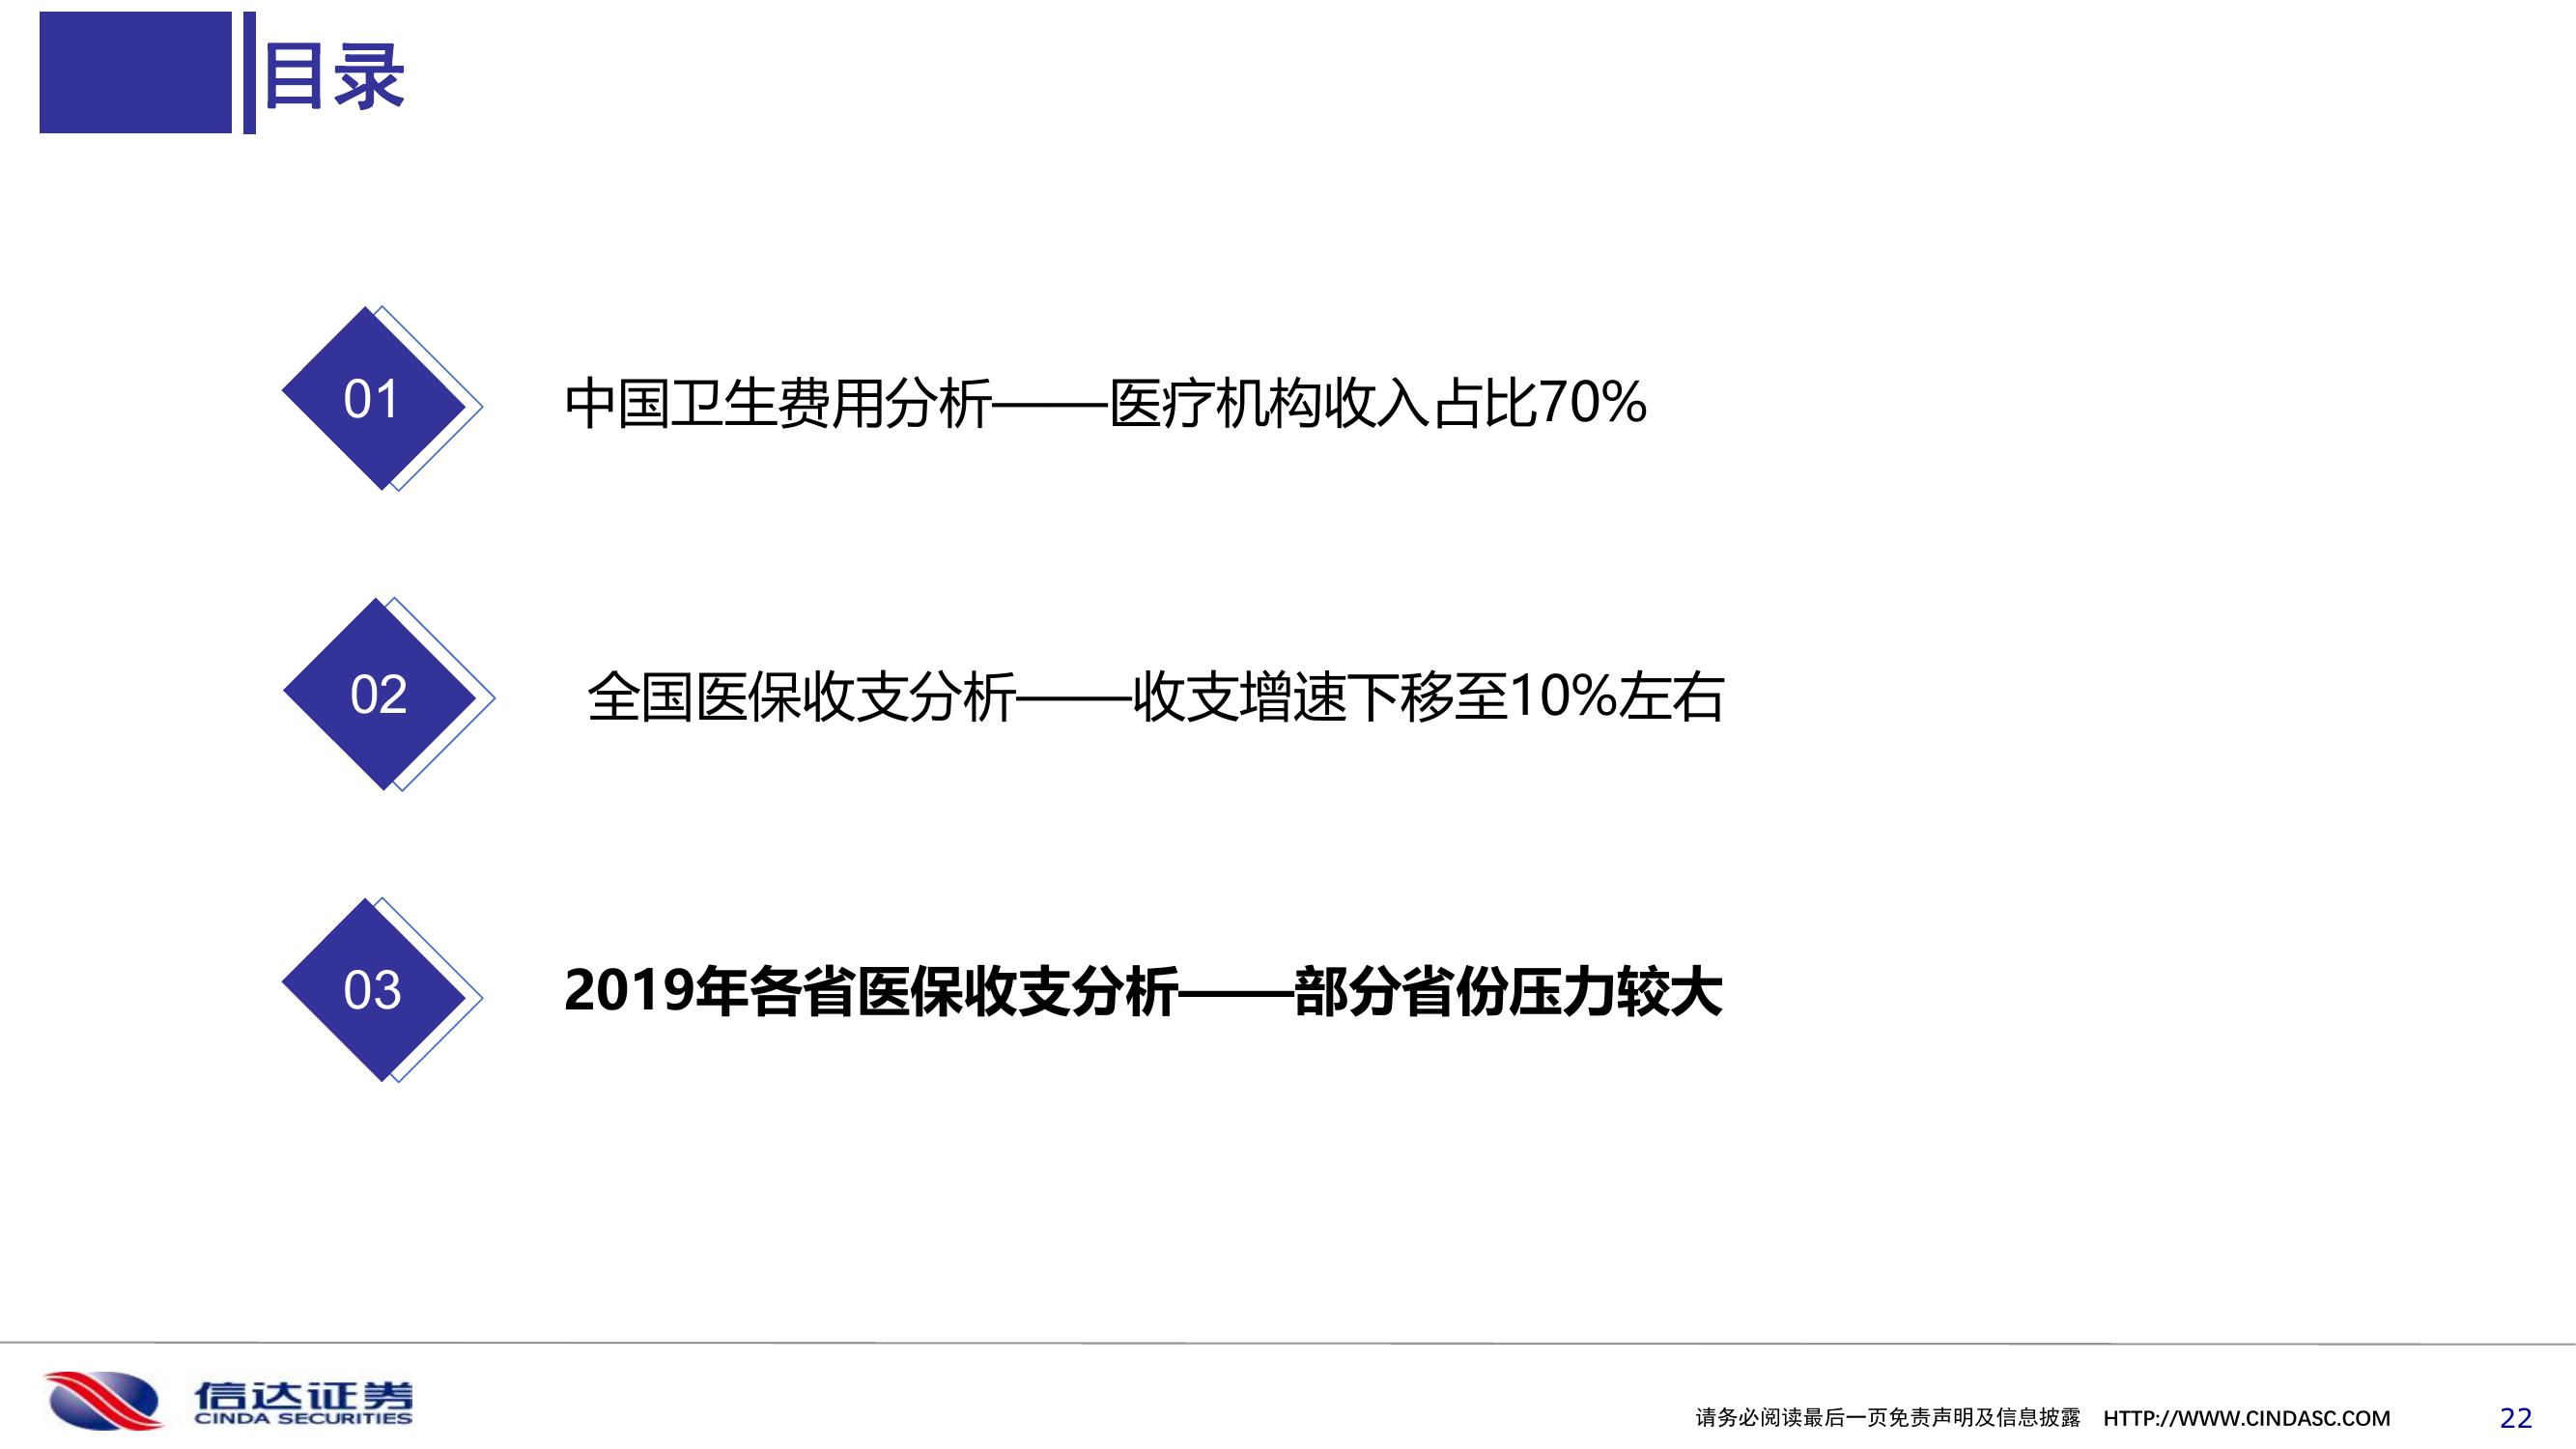 目录
01
中国卫生费用分析——医疗机构收入占比70%
02
全国医保收支分析——收支增速下移至10%左右
03
2019年各省医保收支分析——部分省份压力较大
信达证券
CINDA SECURITIES
请务必阅读最后一页免责声明及信息披露 HTTP://WWW.CINDASC.COM 22